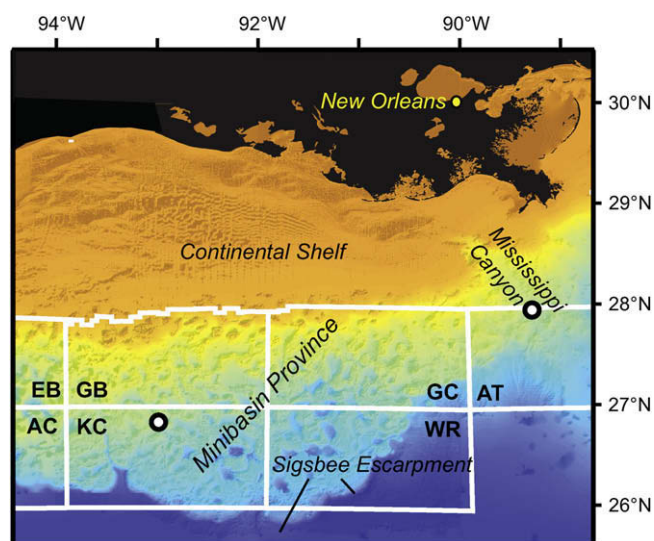 94°W 92°W 90°W
New Orleans
30°N
29°N
Continental Shelf
Mississippi
Canyon
28°N
Minibasin Province
EB GB GC AT
27°N
AC KC WR
Sigsbee Escarpment
26°N